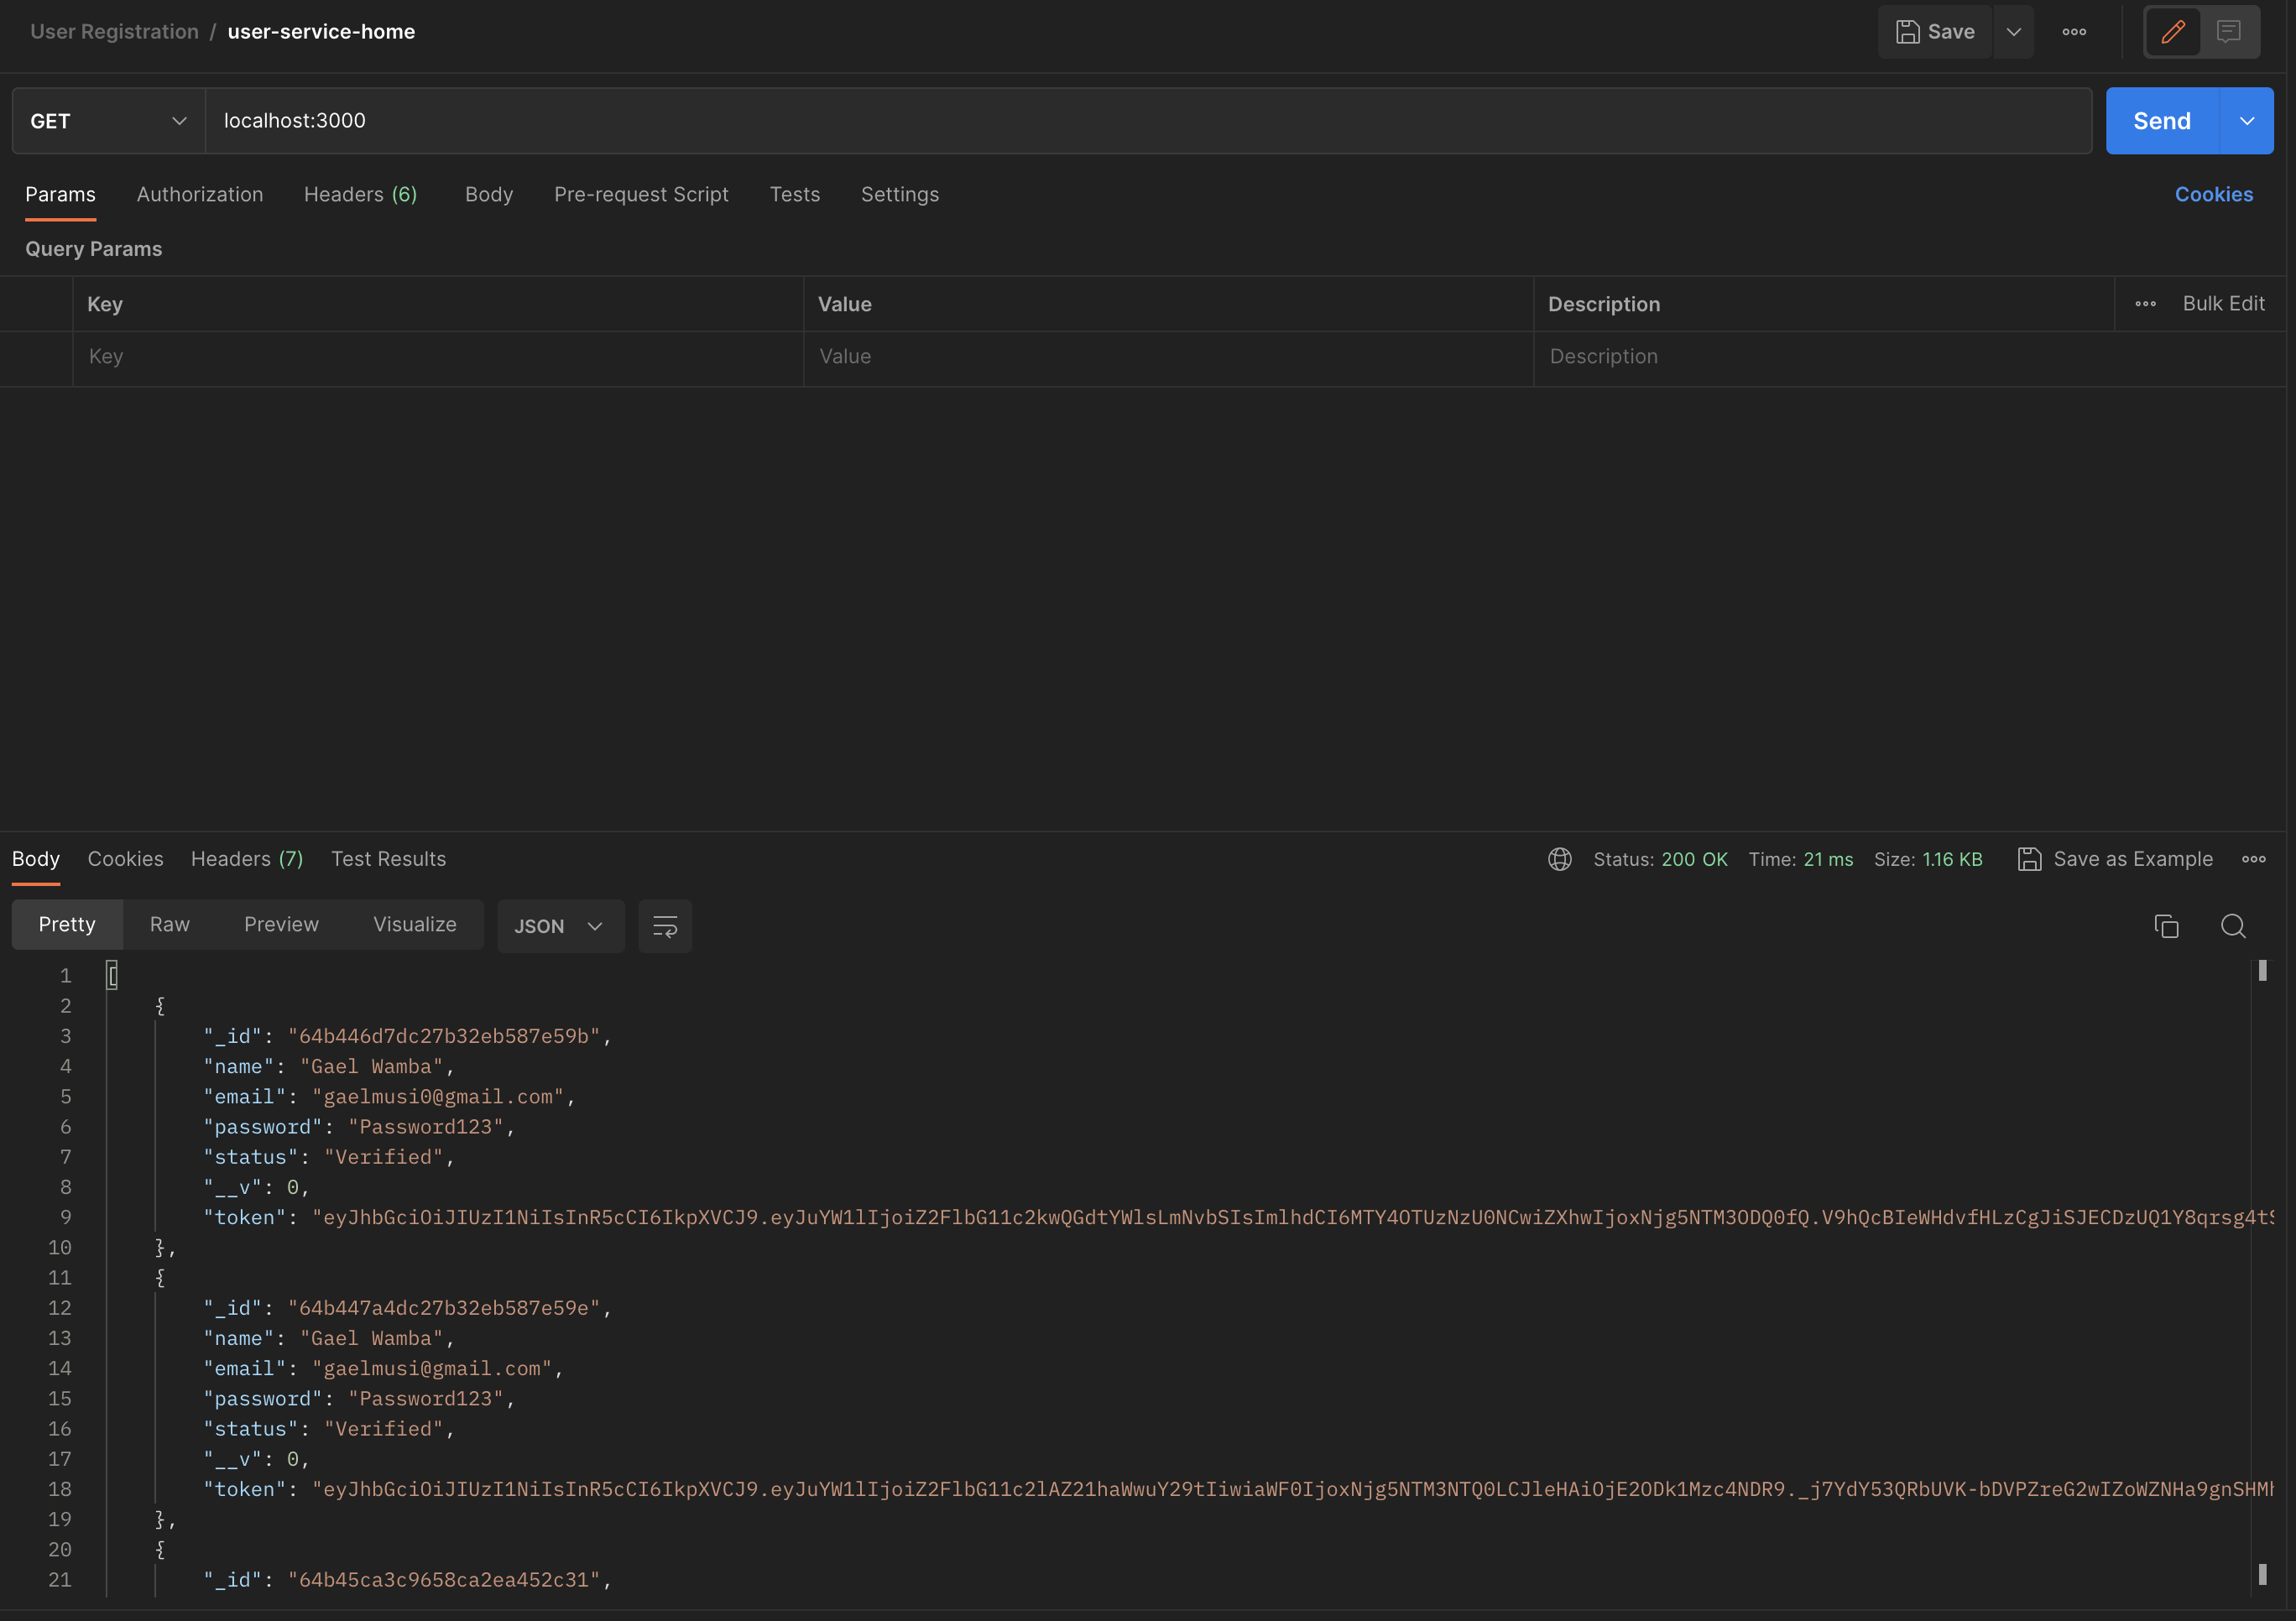 User Registration / user-service-home Save
GET localhost:3000 Send
Params Authorization Headers (6) Body Pre-request Script Tests Settings Cookies
Query Params
Key Value Description Bulk Edit
Key Value Description
Body Cookies Headers (7) Test Results Status: 200 OK Time: 21 ms Size: 1.16 KB Save as Example
Pretty Raw Preview Visualize JSON
1 [
2 {
3 "_id": "64b446d7dc27b32eb587e59b",
4 "name": "Gael Wamba",
5 "email": "gaelmusi0@gmail.com",
6 "password": "Password123",
7 "status": "Verified",
8 "__v": 0,
9 "token": "eyJhbGciOiJIUzI1NiIsInR5cCI6IkpXVCJ9.eyJuYW1lIjoiZ2FlbG11c2kwQGdtYWlsLmNvbSIsImlhdCI6MTY4OTUzNzU0NCwiZXhwIjoxNjg5NTM3ODQ0fQ.V9hQcBIeWHdvfHLzCgJiSJECDzUQ1Y8qrsg4tS
10 },
11 {
12 "_id": "64b447a4dc27b32eb587e59e",
13 "name": "Gael Wamba",
14 "email": "gaelmusi@gmail.com",
15 "password": "Password123",
16 "status": "Verified",
17 "__v": 0,
18 "token": "eyJhbGciOiJIUzI1NiIsInR5cCI6IkpXVCJ9.eyJuYW1lIjoiZ2FlbG11c2lAZ21haWwuY29tIiwiaWF0IjoxNjg5NTM3NTQ0LCJleHAiOjE2ODk1Mzc4NDR9._j7YdY53QRbUVK-bDVPZreG2wIZoWZNHa9gnSHMh
19 },
20 {
21 "_id": "64b45ca3c9658ca2ea452c31",